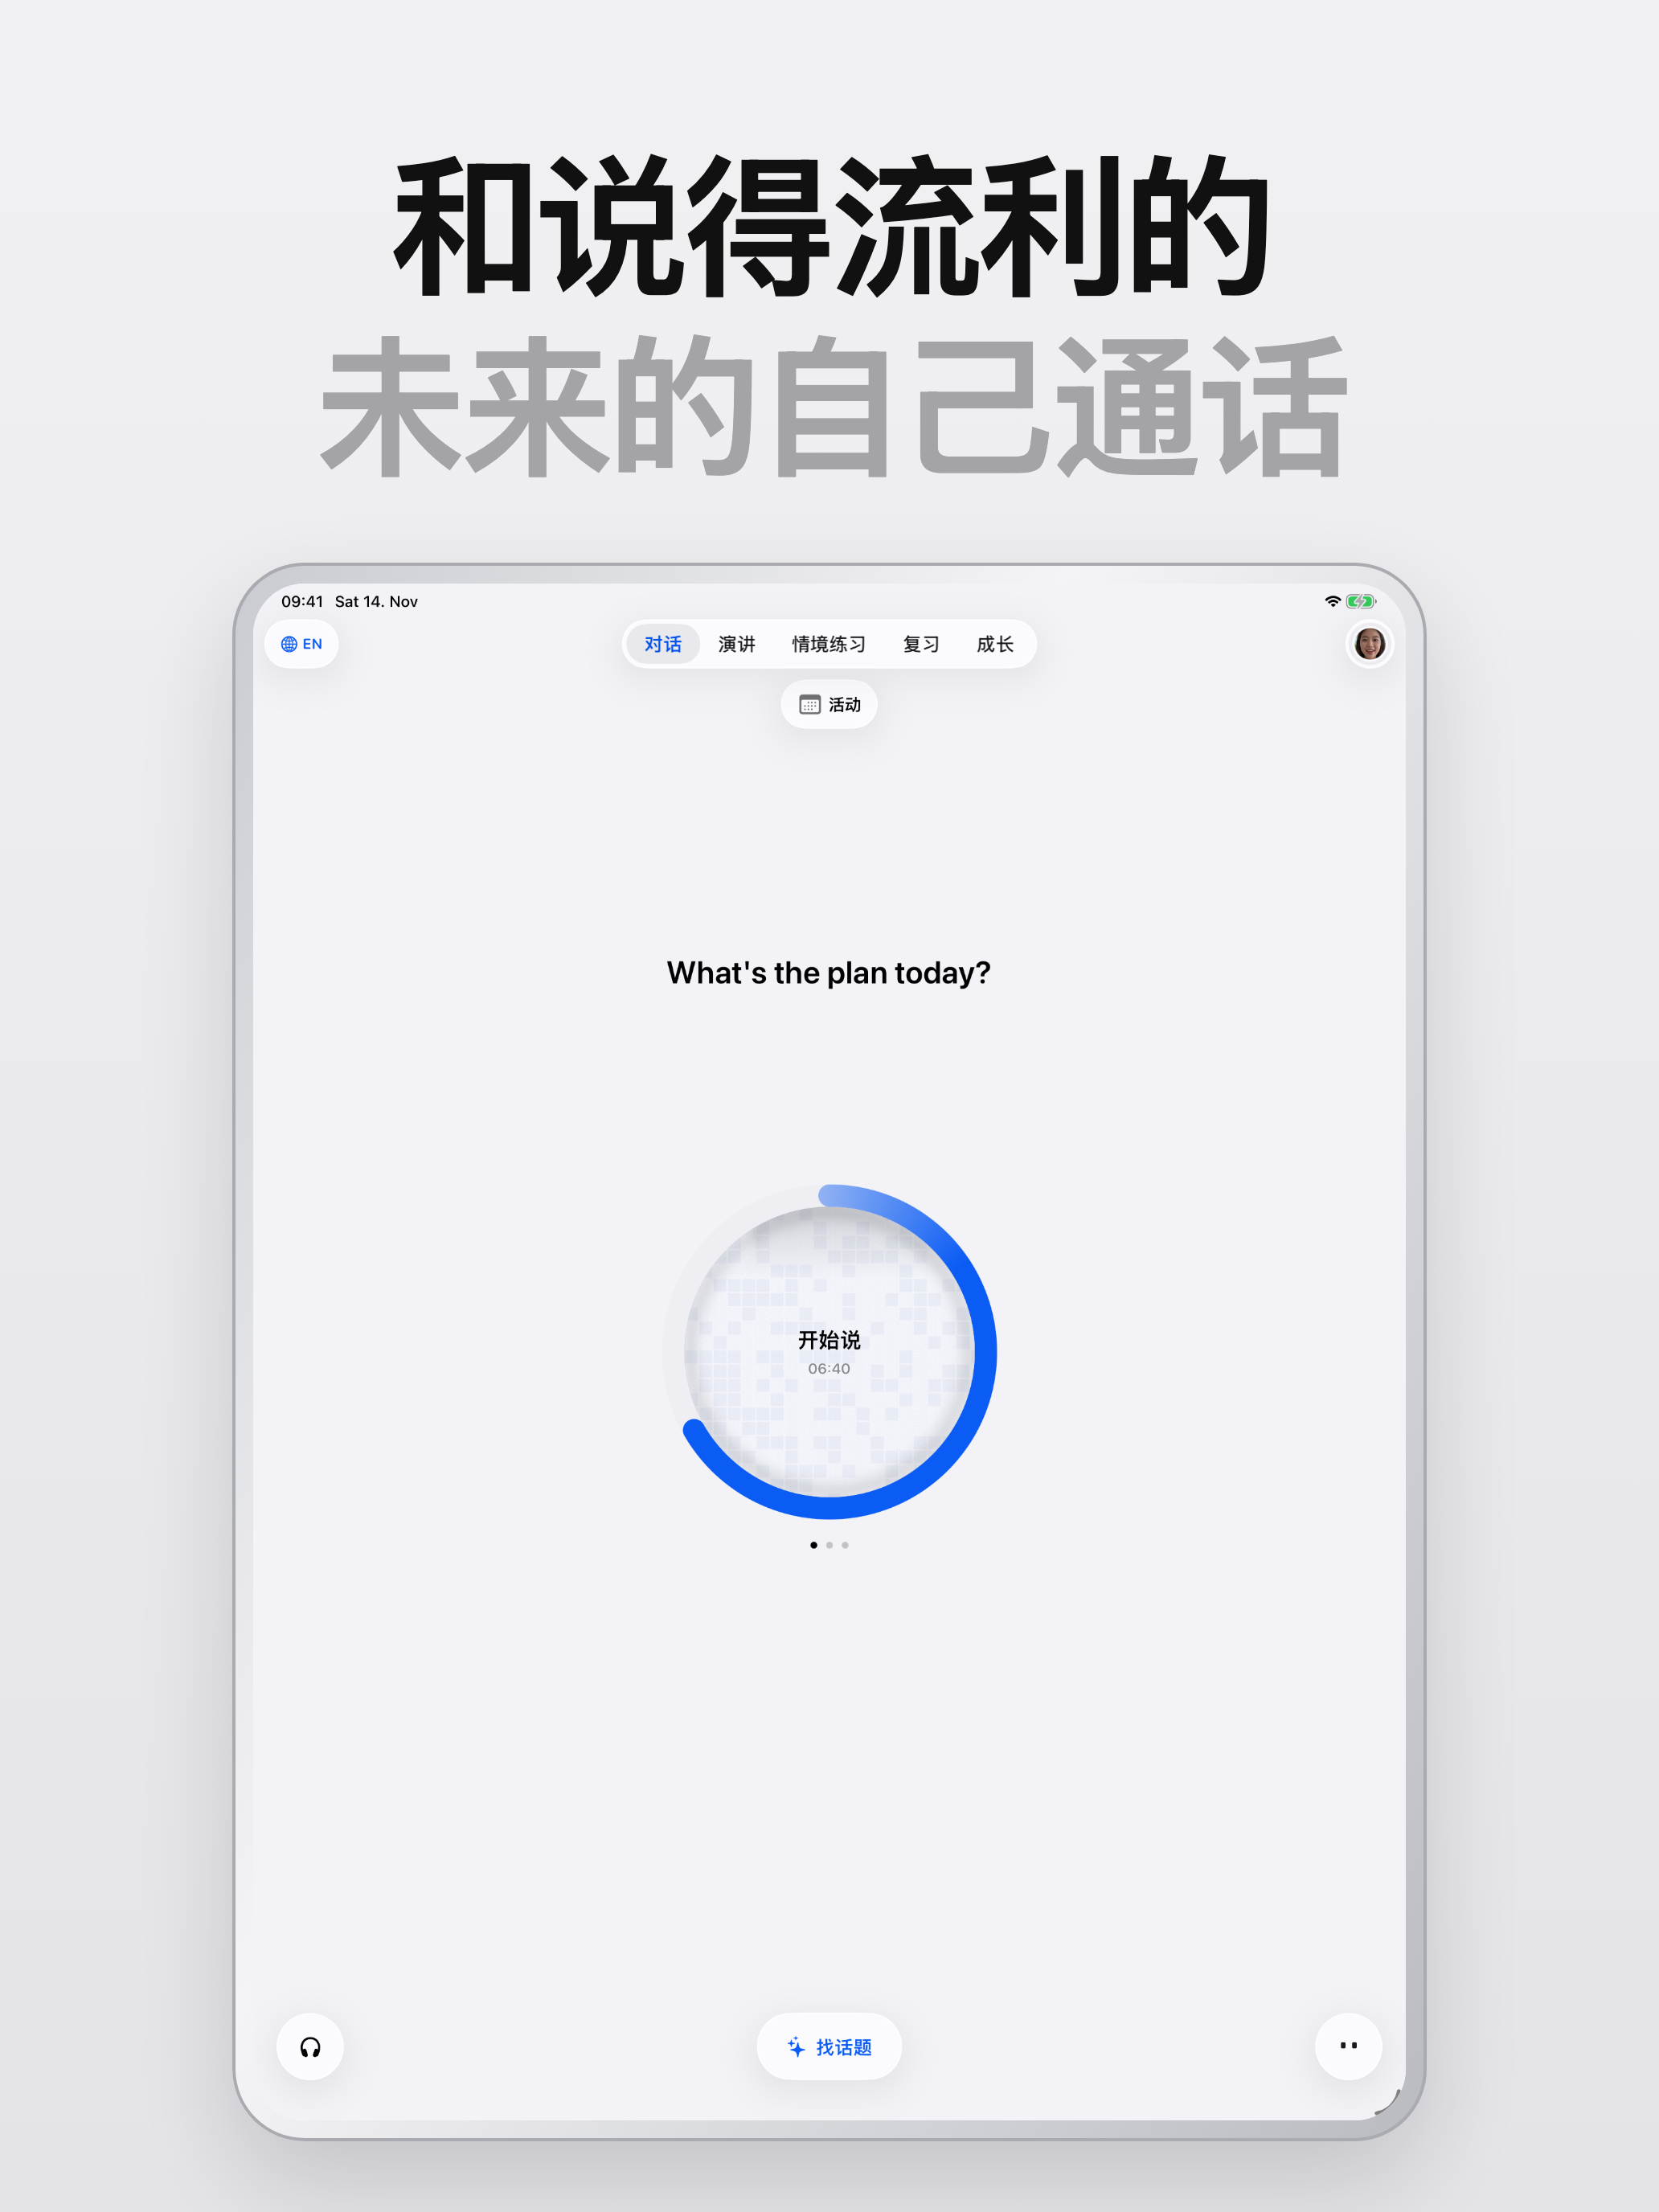 和说得流利的
未来的自己通话
09:41 Sat 14. Nov
EN
对话 演讲 情境练习 复习 成长
活动
What's the plan today?
开始说
06:40
找话题